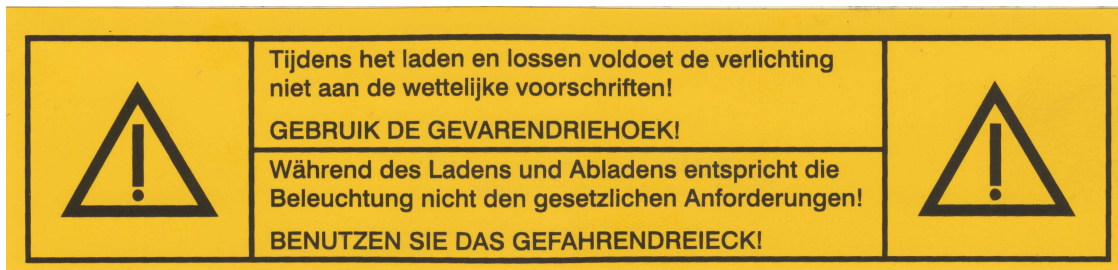 Tijdens het laden en lossen voldoet de verlichting
niet aan de wettelijke voorschriften!
GEBRUIK DE GEVARENDRIEHOEK!
Während des Ladens und Abladens entspricht die
Beleuchtung nicht den gesetzlichen Anforderungen!
BENUTZEN SIE DAS GEFAHRENDREIECK!